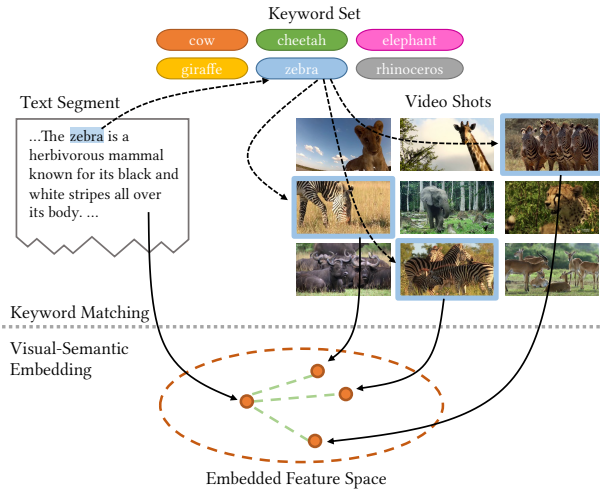 Keyword Set
cow
cheetah
elephant
giraffe
zebra
rhinoceros
Text Segment
...The zebra is a
herbivorous mammal
known for its black and
white stripes all over
its body. ...
Video Shots
Keyword Matching
Visual-Semantic
Embedding
Embedded Feature Space